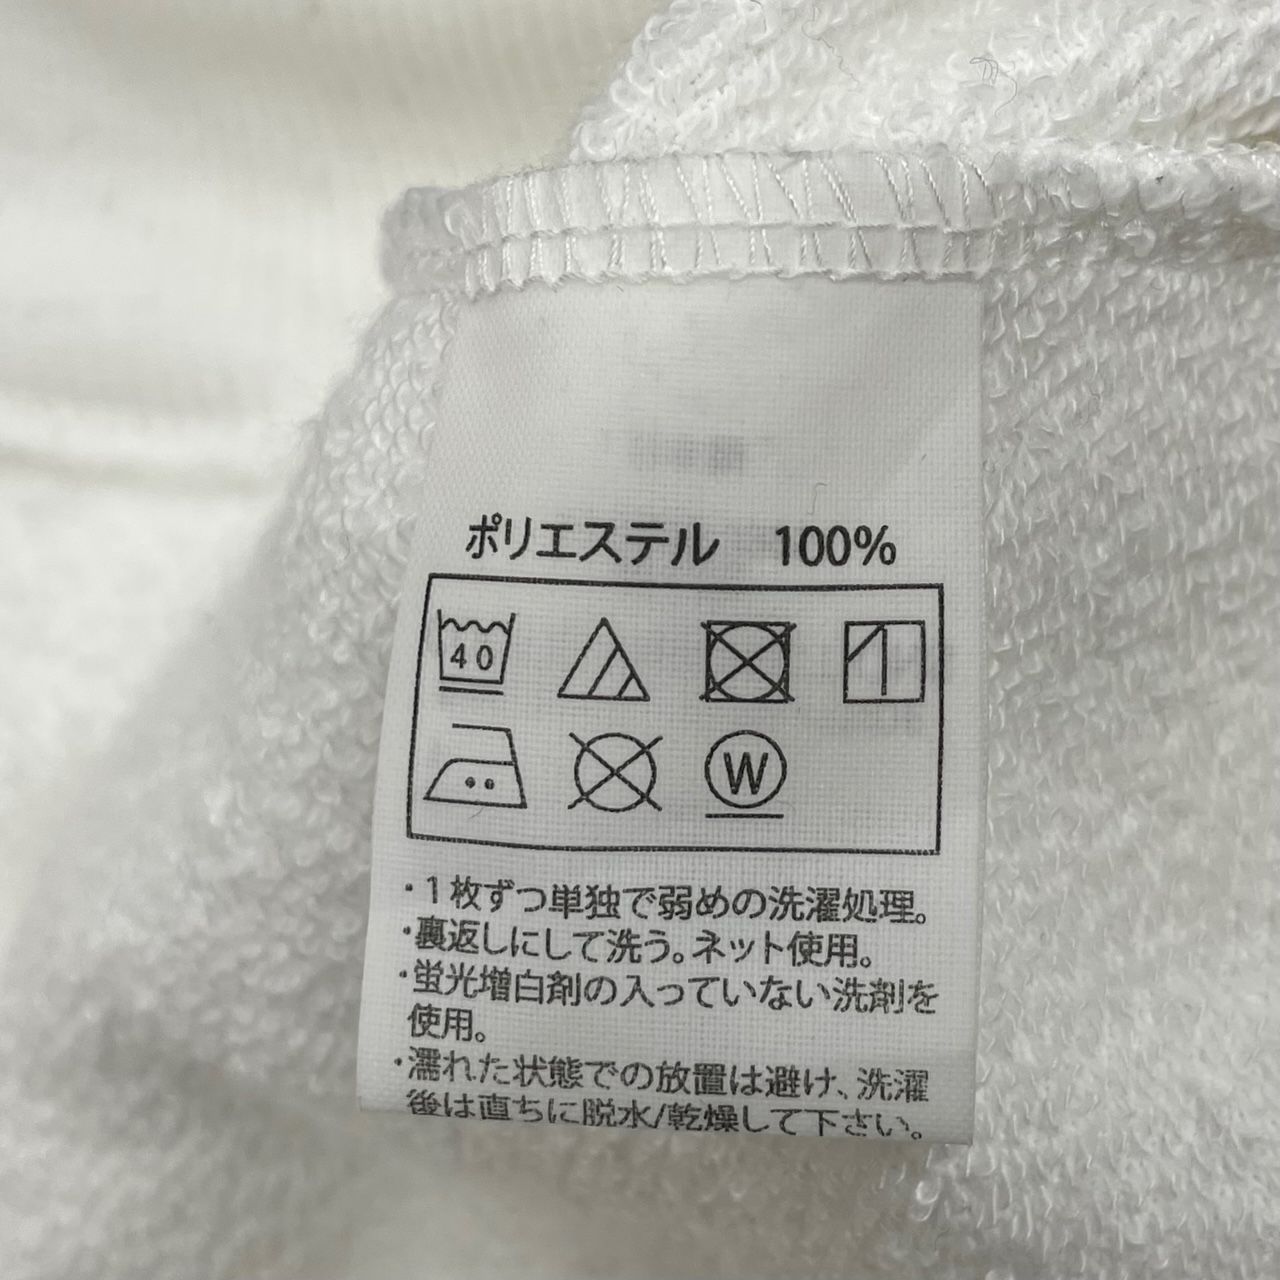 ポリエステル　100%
40
W
・1枚ずつ単独で弱めの洗濯処理。
・裏返しにして洗う。ネット使用。
・蛍光増白剤の入っていない洗剤を
使用。
・濡れた状態での放置は避け、洗濯
後は直ちに脱水/乾燥して下さい。